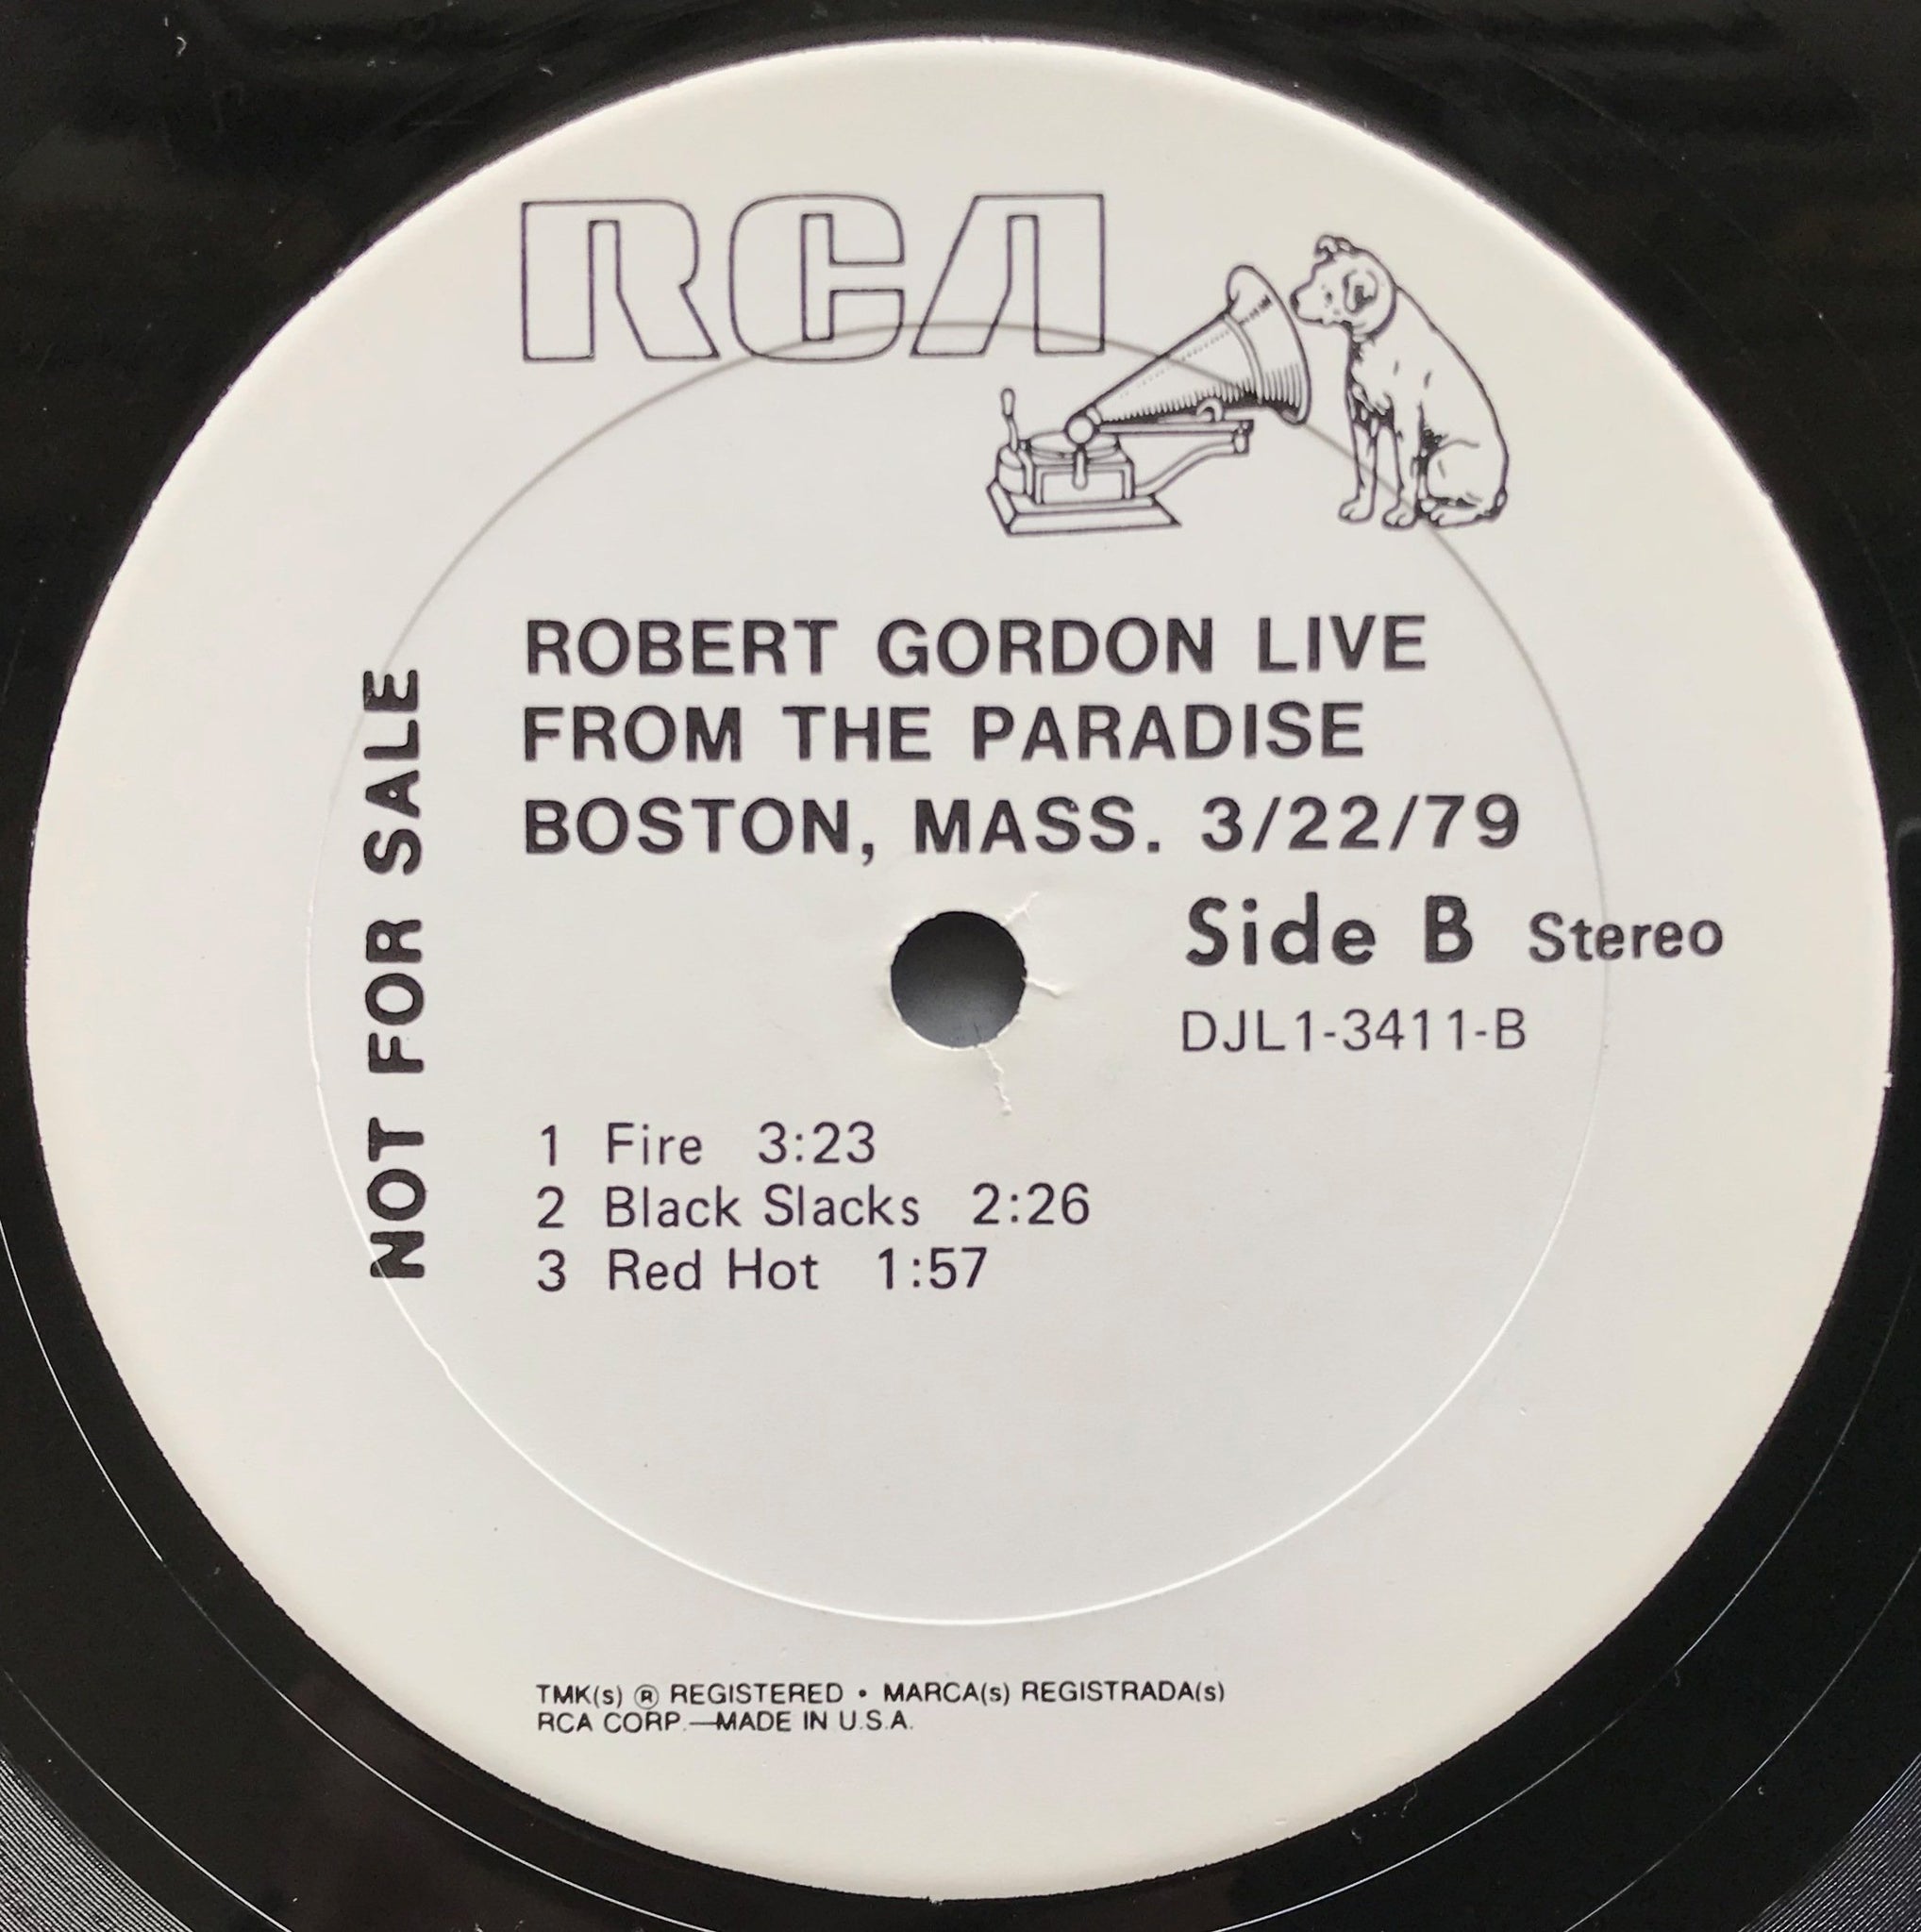 RCA
ROBERT GORDON LIVE
FROM THE PARADISE
BOSTON, MASS. 3/22/79
NOT FOR SALE
Side B Stereo
DJL1-3411-B
1 Fire 3:23
2 Black Slacks 2:26
3 Red Hot 1:57
TMK(s) ® REGISTERED • MARCA(s) REGISTRADA(s)
RCA CORP.—MADE IN U.S.A.